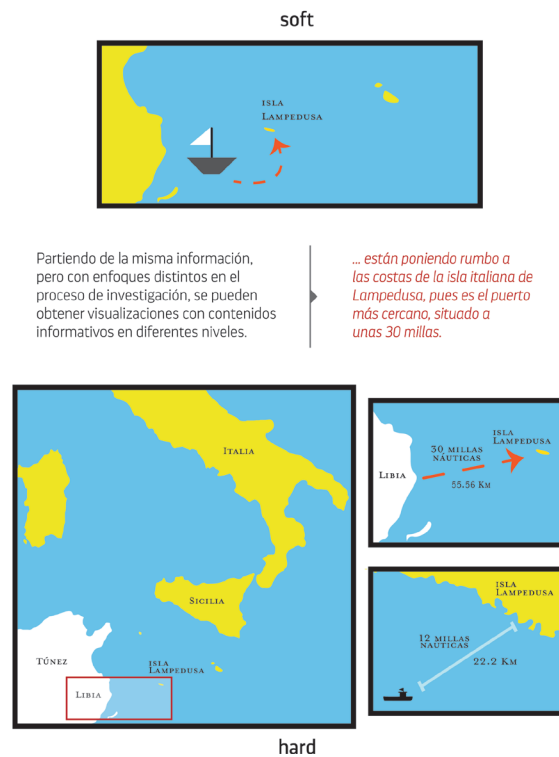 soft
ISLA
LAMPEDUSA
Partiendo de la misma información,
pero con enfoques distintos en el
proceso de investigación, se pueden
obtener visualizaciones con contenidos
informativos en diferentes niveles.
... están poniendo rumbo a
las costas de la isla italiana de
Lampedusa, pues es el puerto
más cercano, situado a
unas 30 millas.
ITALIA
SICILIA
TÚNEZ
ISLA
LAMPEDUSA
LIBIA
ISLA
LAMPEDUSA
30 MILLAS
NÁUTICAS
LIBIA
55.56 KM
ISLA
LAMPEDUSA
12 MILLAS
NÁUTICAS
22.2 KM
hard